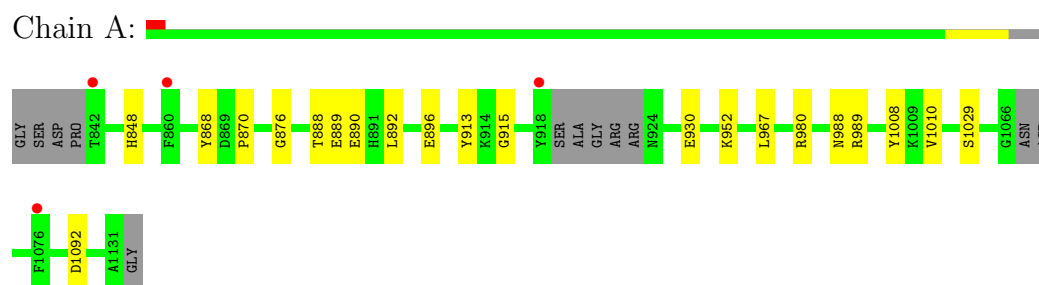 Chain A:
GLY SER ASP PRO T842 H848 F860 Y868 D869 P870 G876 T888 E889 E890 H891 L892 E896 Y913 K914 G915 Y918 SER ALA GLY ARG ARG N924 E930 K952 L967 R980 N988 R989 Y1008 K1009 V1010 S1029 G1066 ASN
F1076 D1092 A1131 GLY